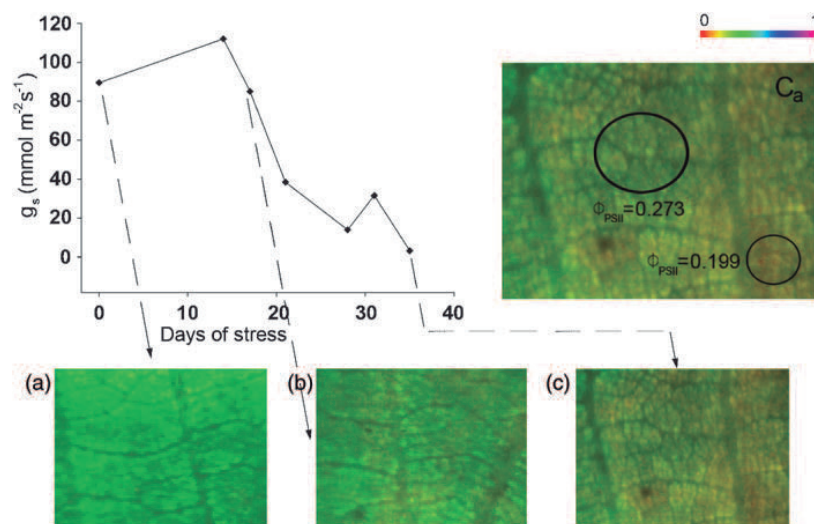 120
100
80
60
40
20
0
gs (mmol m-2s-1)
0 10 20 30 40
Days of stress
0 1
Ca
ΦPSII=0.273
ΦPSII=0.199
(a)
(b)
(c)